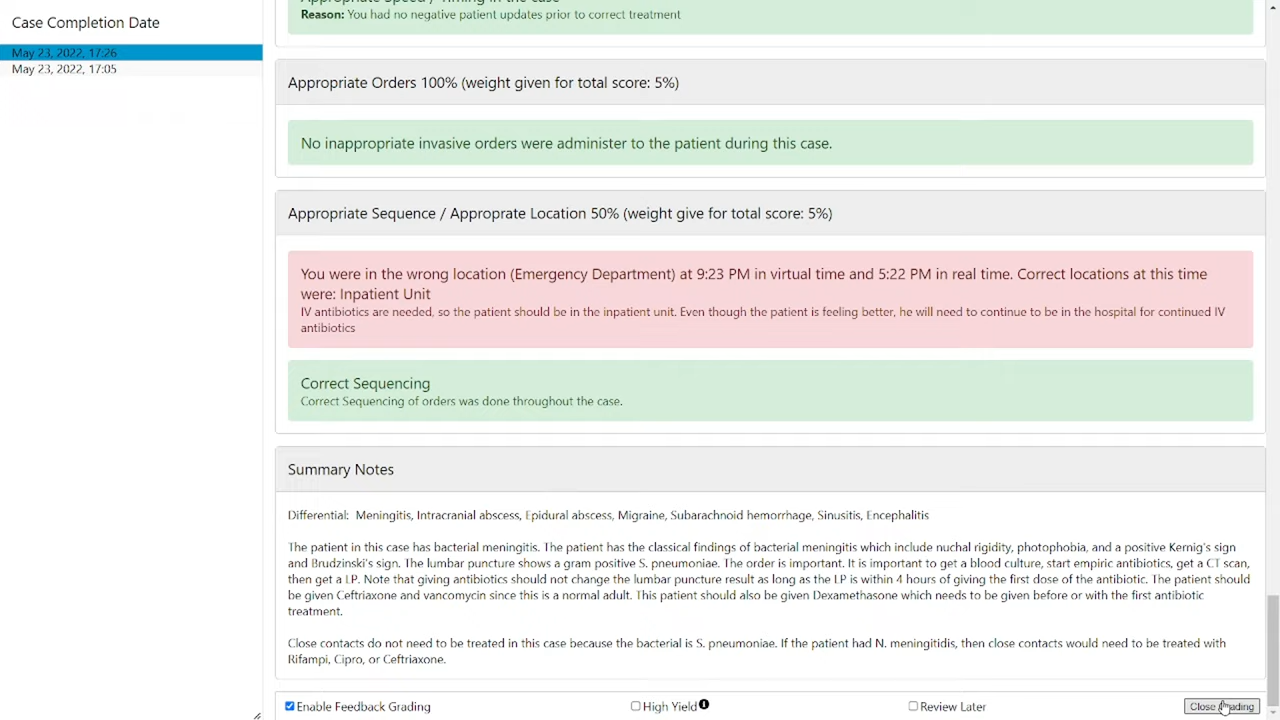 Case Completion Date
May 23, 2022, 17:26
May 23, 2022, 17:05
Appropriate Speed / Timing in the case
Reason: You had no negative patient updates prior to correct treatment
Appropriate Orders 100% (weight given for total score: 5%)
No inappropriate invasive orders were administer to the patient during this case.
Appropriate Sequence / Approprate Location 50% (weight give for total score: 5%)
You were in the wrong location (Emergency Department) at 9:23 PM in virtual time and 5:22 PM in real time. Correct locations at this time
were: Inpatient Unit
IV antibiotics are needed, so the patient should be in the inpatient unit. Even though the patient is feeling better, he will need to continue to be in the hospital for continued IV
antibiotics
Correct Sequencing
Correct Sequencing of orders was done throughout the case.
Summary Notes
Differential: Meningitis, Intracranial abscess, Epidural abscess, Migraine, Subarachnoid hemorrhage, Sinusitis, Encephalitis
The patient in this case has bacterial meningitis. The patient has the classical findings of bacterial meningitis which include nuchal rigidity, photophobia, and a positive Kernig's sign
and Brudzinski's sign. The lumbar puncture shows a gram positive S. pneumoniae. The order is important. It is important to get a blood culture, start empiric antibiotics, get a CT scan,
then get a LP. Note that giving antibiotics should not change the lumbar puncture result as long as the LP is within 4 hours of giving the first dose of the antibiotic. The patient should
be given Ceftriaxone and vancomycin since this is a normal adult. This patient should also be given Dexamethasone which needs to be given before or with the first antibiotic
treatment.
Close contacts do not need to be treated in this case because the bacterial is S. pneumoniae. If the patient had N. meningitidis, then close contacts would need to be treated with
Rifampi, Cipro, or Ceftriaxone.
Enable Feedback Grading
High Yield
Review Later
Close Grading